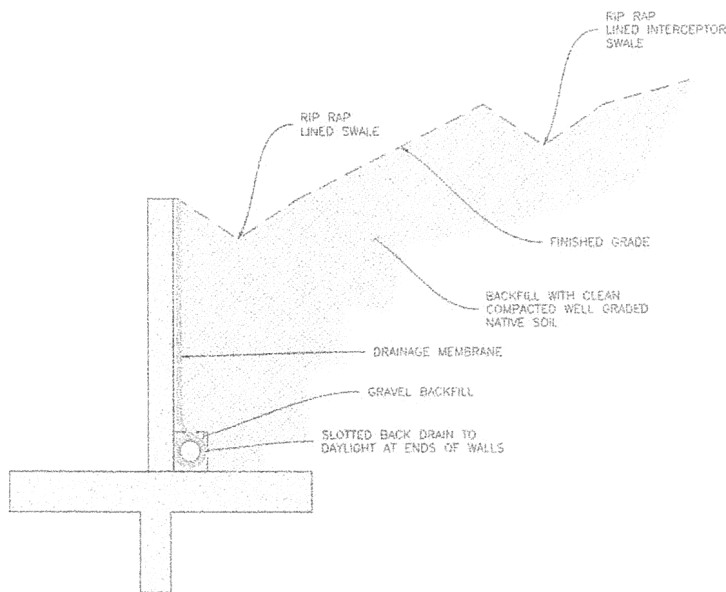 RIP RAP
LINED INTERCEPTOR
SWALE
RIP RAP
LINED SWALE
FINISHED GRADE
BACKFILL WITH CLEAN
COMPACTED WELL GRADED
NATIVE SOIL
DRAINAGE MEMBRANE
GRAVEL BACKFILL
SLOTTED BACK DRAIN TO
DAYLIGHT AT ENDS OF WALLS